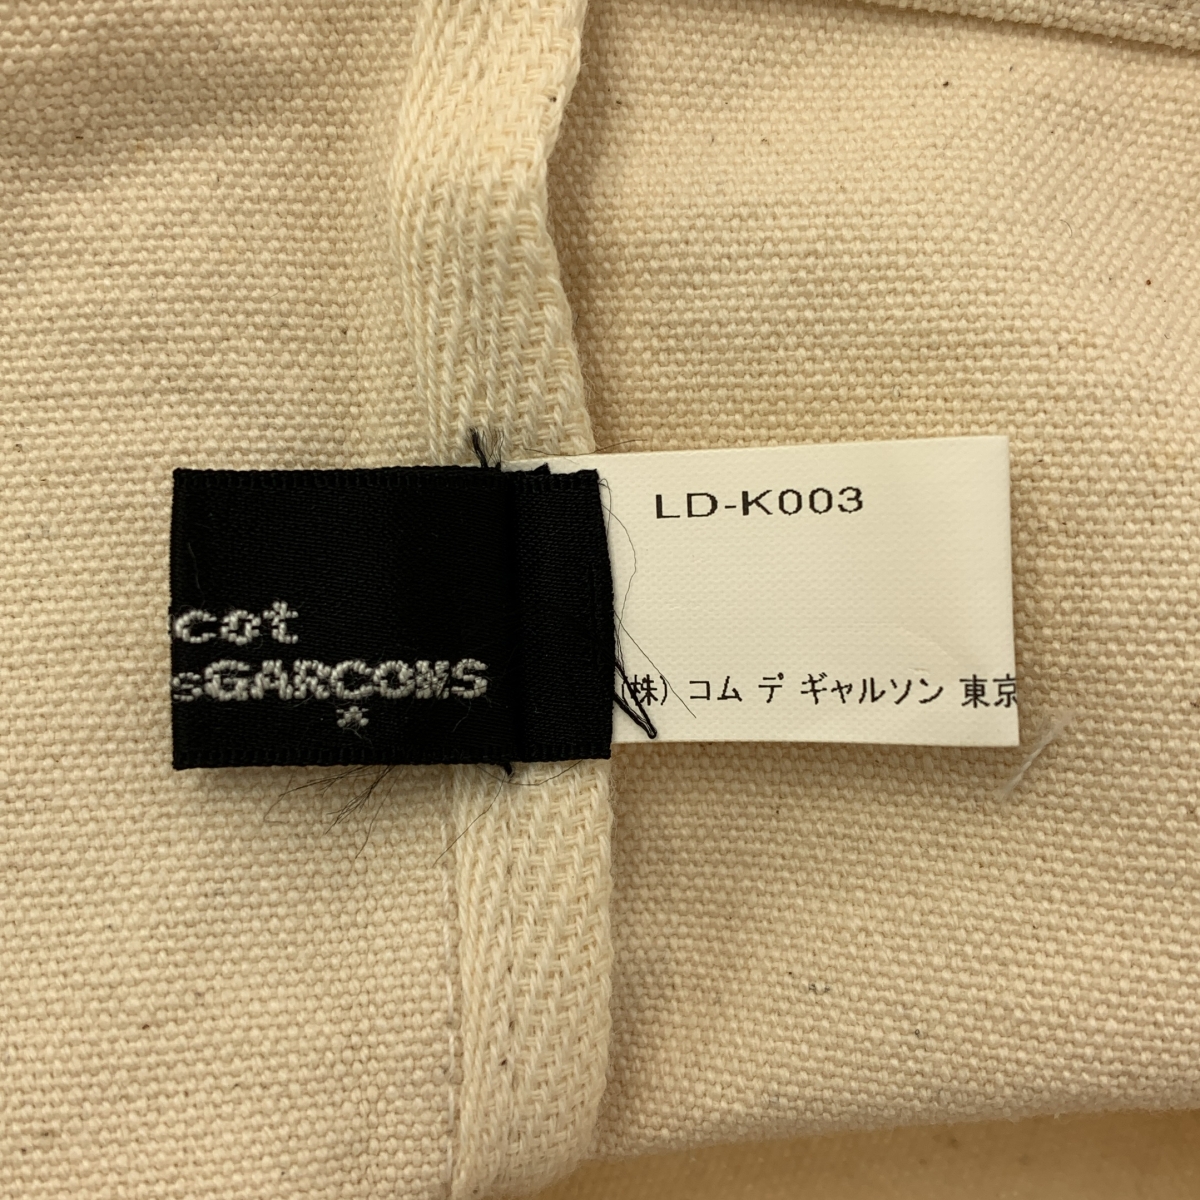 cot
sGARCONS
*
LD-K003
(株) コム デ ギャルソン 東京